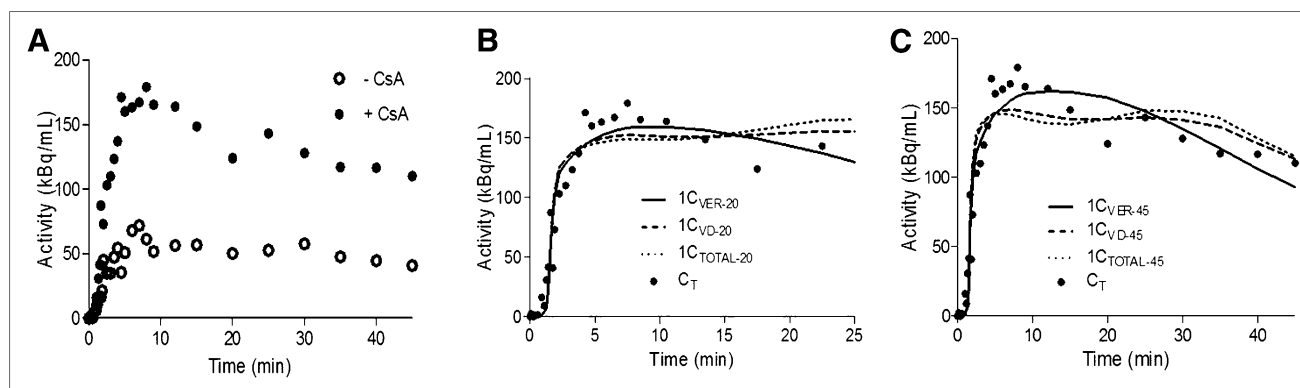 A
200
150
100
50
0
Activity (kBq/mL)
0 10 20 30 40
Time (min)
- CsA
+ CsA
B
200
150
100
50
0
Activity (kBq/mL)
0 5 10 15 20 25
Time (min)
1C_VER-20
1C_VD-20
1C_TOTAL-20
C_T
C
200
150
100
50
0
Activity (kBq/mL)
0 10 20 30 40
Time (min)
1C_VER-45
1C_VD-45
1C_TOTAL-45
C_T